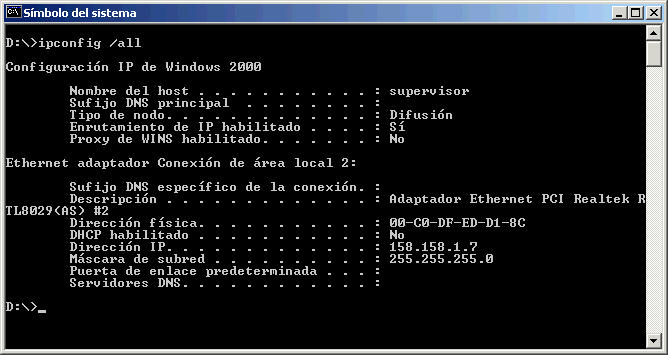 Símbolo del sistema
D:\>ipconfig /all
Configuración IP de Windows 2000
Nombre del host . . . . . . . . . . . . : supervisor
Sufijo DNS principal  . . . . . . . . . :
Tipo de nodo. . . . . . . . . . . . . . : Difusión
Enrutamiento de IP habilitado . . . . . : Sí
Proxy de WINS habilitado. . . . . . . . : No
Ethernet adaptador Conexión de área local 2:
Sufijo DNS específico de la conexión. :
Descripción . . . . . . . . . . . . . . : Adaptador Ethernet PCI Realtek R
TL8029(AS) #2
Dirección física. . . . . . . . . . . . : 00-C0-DF-ED-D1-8C
DHCP habilitado . . . . . . . . . . . . : No
Dirección IP. . . . . . . . . . . . . . : 158.158.1.7
Máscara de subred . . . . . . . . . . . : 255.255.255.0
Puerta de enlace predeterminada . . . . :
Servidores DNS. . . . . . . . . . . . . :
D:\>_